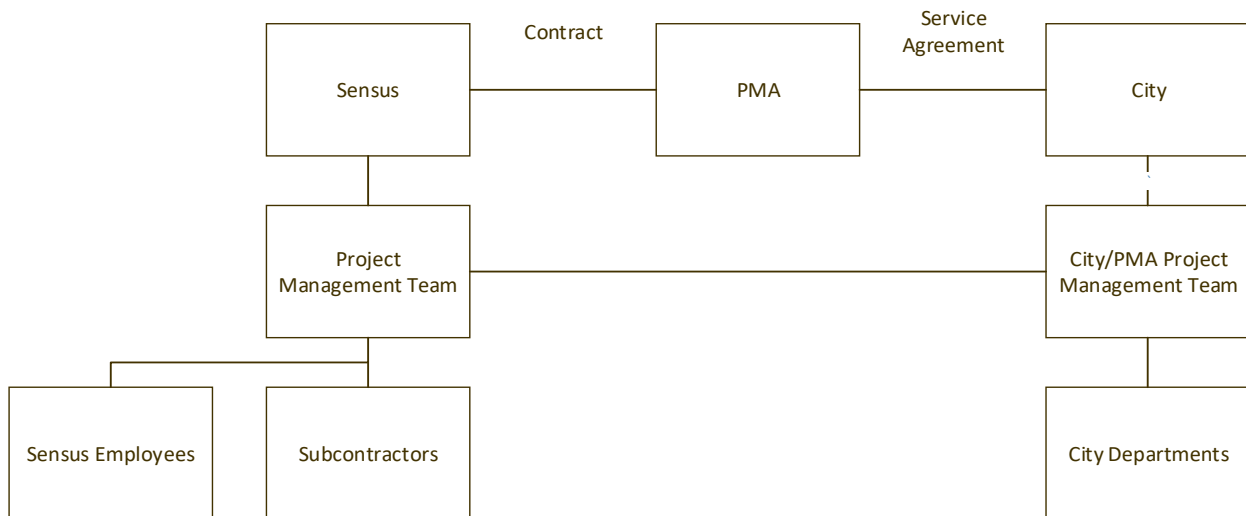 Contract
Service
Agreement
Sensus
PMA
City
Project
Management Team
City/PMA Project
Management Team
Sensus Employees
Subcontractors
City Departments